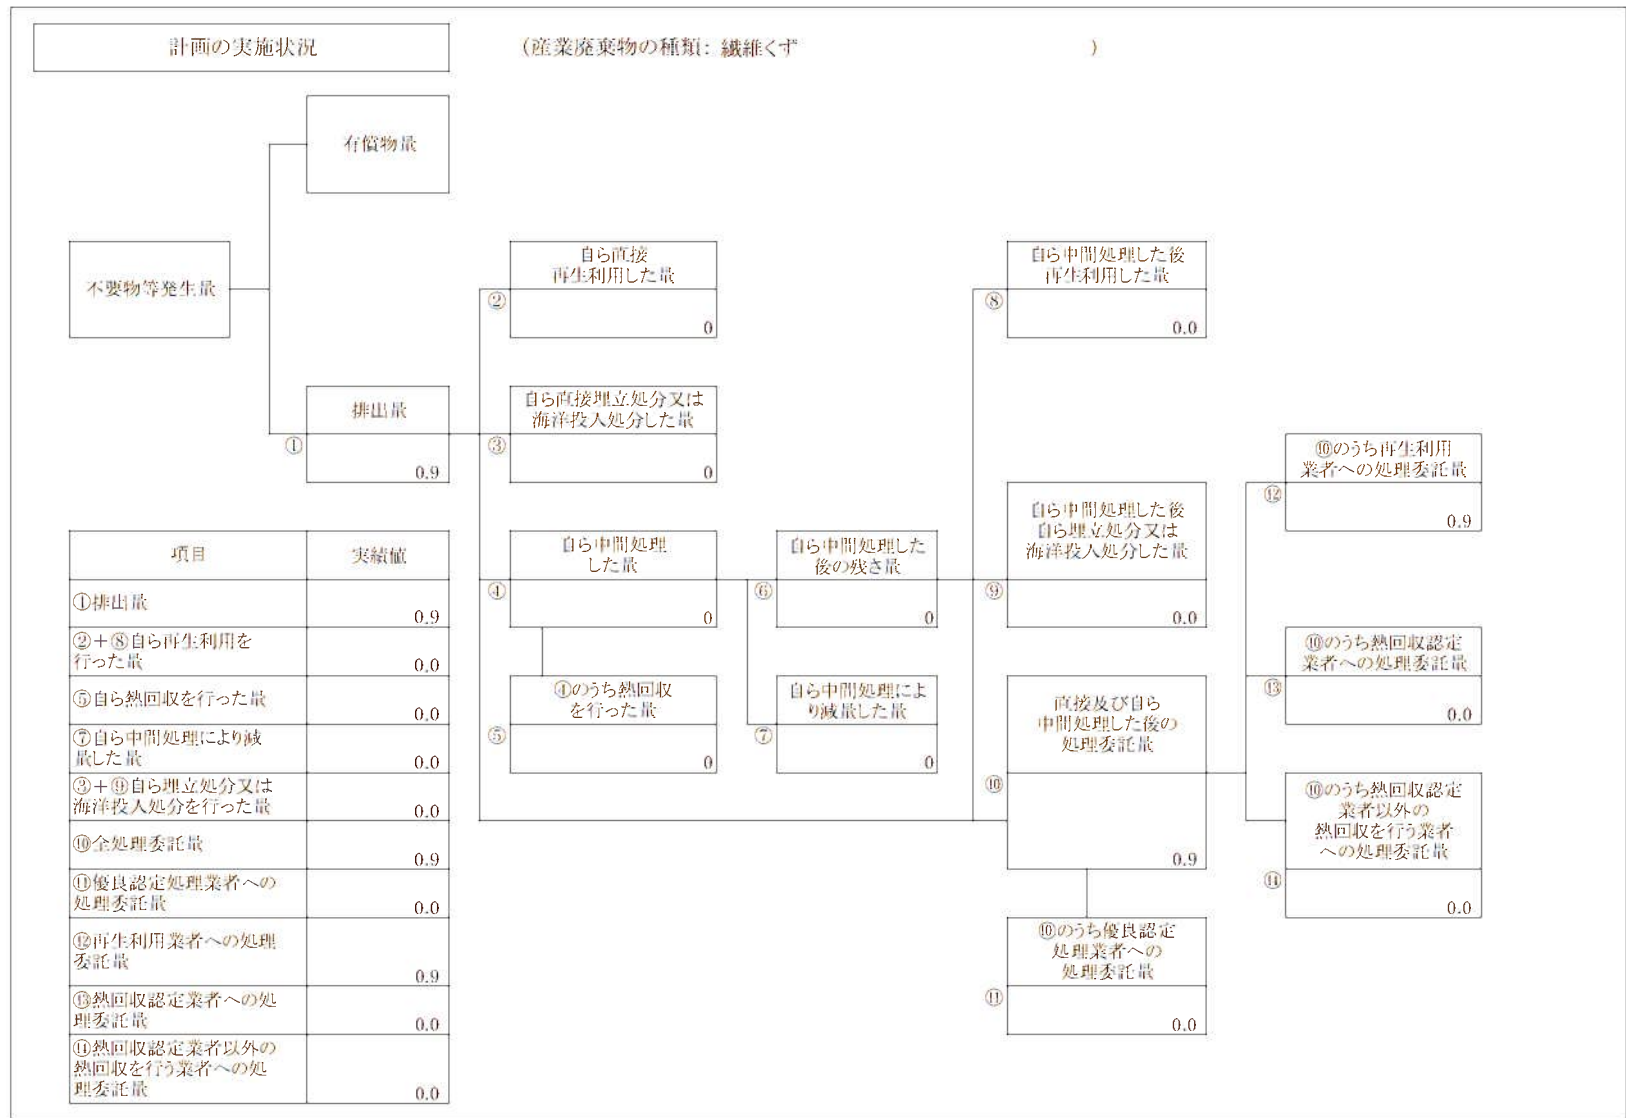 計画の実施状況
(産業廃棄物の種類：繊維くず
)
有償物量
不要物等発生量
自ら直接
再生利用した量
②
0
自ら中間処理した後
再生利用した量
⑧
0.0
排出量
①
0.9
自ら直接埋立処分又は
海洋投入処分した量
③
0
⑩のうち再生利用
業者への処理委託量
⑫
0.9
自ら中間処理した後
自ら埋立処分又は
海洋投入処分した量
⑨
0.0
自ら中間処理
した量
④
0
自ら中間処理した
後の残さ量
⑥
0
⑩のうち熱回収認定
業者への処理委託量
⑬
0.0
④のうち熱回収
を行った量
⑤
0
自ら中間処理によ
り減量した量
⑦
0
直接及び自ら
中間処理した後の
処理委託量
⑩
0.9
⑩のうち熱回収認定
業者以外の
熱回収を行う業者
への処理委託量
⑭
0.0
⑩のうち優良認定
処理業者への
処理委託量
⑪
0.0
項目
実績値
①排出量
0.9
②＋⑧自ら再生利用を
行った量
0.0
⑤自ら熱回収を行った量
0.0
⑦自ら中間処理により減
量した量
0.0
③＋⑨自ら埋立処分又は
海洋投入処分を行った量
0.0
⑩全処理委託量
0.9
⑪優良認定処理業者への
処理委託量
0.0
⑫再生利用業者への処理
委託量
0.9
⑬熱回収認定業者への処
理委託量
0.0
⑭熱回収認定業者以外の
熱回収を行う業者への処
理委託量
0.0